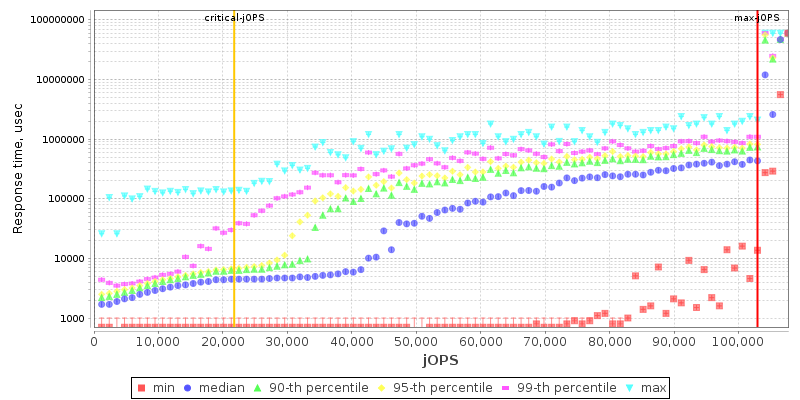 critical-jOPS
max-jOPS
100000000
10000000
1000000
100000
10000
1000
Response time, usec
0
10,000
20,000
30,000
40,000
50,000
60,000
70,000
80,000
90,000
100,000
jOPS
min
median
90-th percentile
95-th percentile
99-th percentile
max